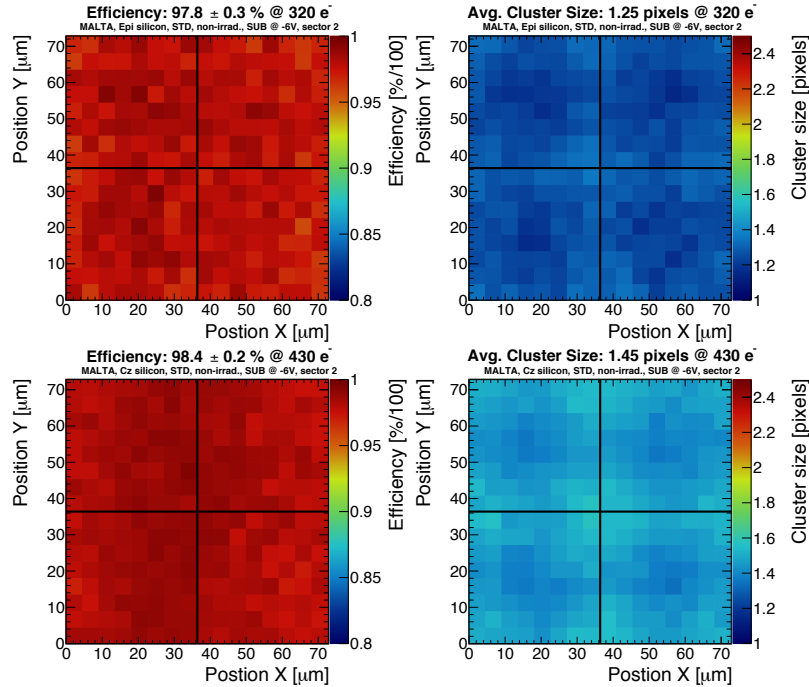 Efficiency: 97.8 ± 0.3 % @ 320 e⁻
MALTA, Epi silicon, STD, non-irrad., SUB @ -6V, sector 2
Position Y [μm]
70
60
50
40
30
20
10
0
0 10 20 30 40 50 60 70
Postion X [μm]
1
0.95
0.9
0.85
0.8
Efficiency [%/100]
Avg. Cluster Size: 1.25 pixels @ 320 e⁻
MALTA, Epi silicon, STD, non-irrad., SUB @ -6V, sector 2
Position Y [μm]
70
60
50
40
30
20
10
0
0 10 20 30 40 50 60 70
Postion X [μm]
2.4
2.2
2
1.8
1.6
1.4
1.2
1
Cluster size [pixels]
Efficiency: 98.4 ± 0.2 % @ 430 e⁻
MALTA, Cz silicon, STD, non-irrad., SUB @ -6V, sector 2
Position Y [μm]
70
60
50
40
30
20
10
0
0 10 20 30 40 50 60 70
Postion X [μm]
1
0.95
0.9
0.85
0.8
Efficiency [%/100]
Avg. Cluster Size: 1.45 pixels @ 430 e⁻
MALTA, Cz silicon, STD, non-irrad., SUB @ -6V, sector 2
Position Y [μm]
70
60
50
40
30
20
10
0
0 10 20 30 40 50 60 70
Postion X [μm]
2.4
2.2
2
1.8
1.6
1.4
1.2
1
Cluster size [pixels]